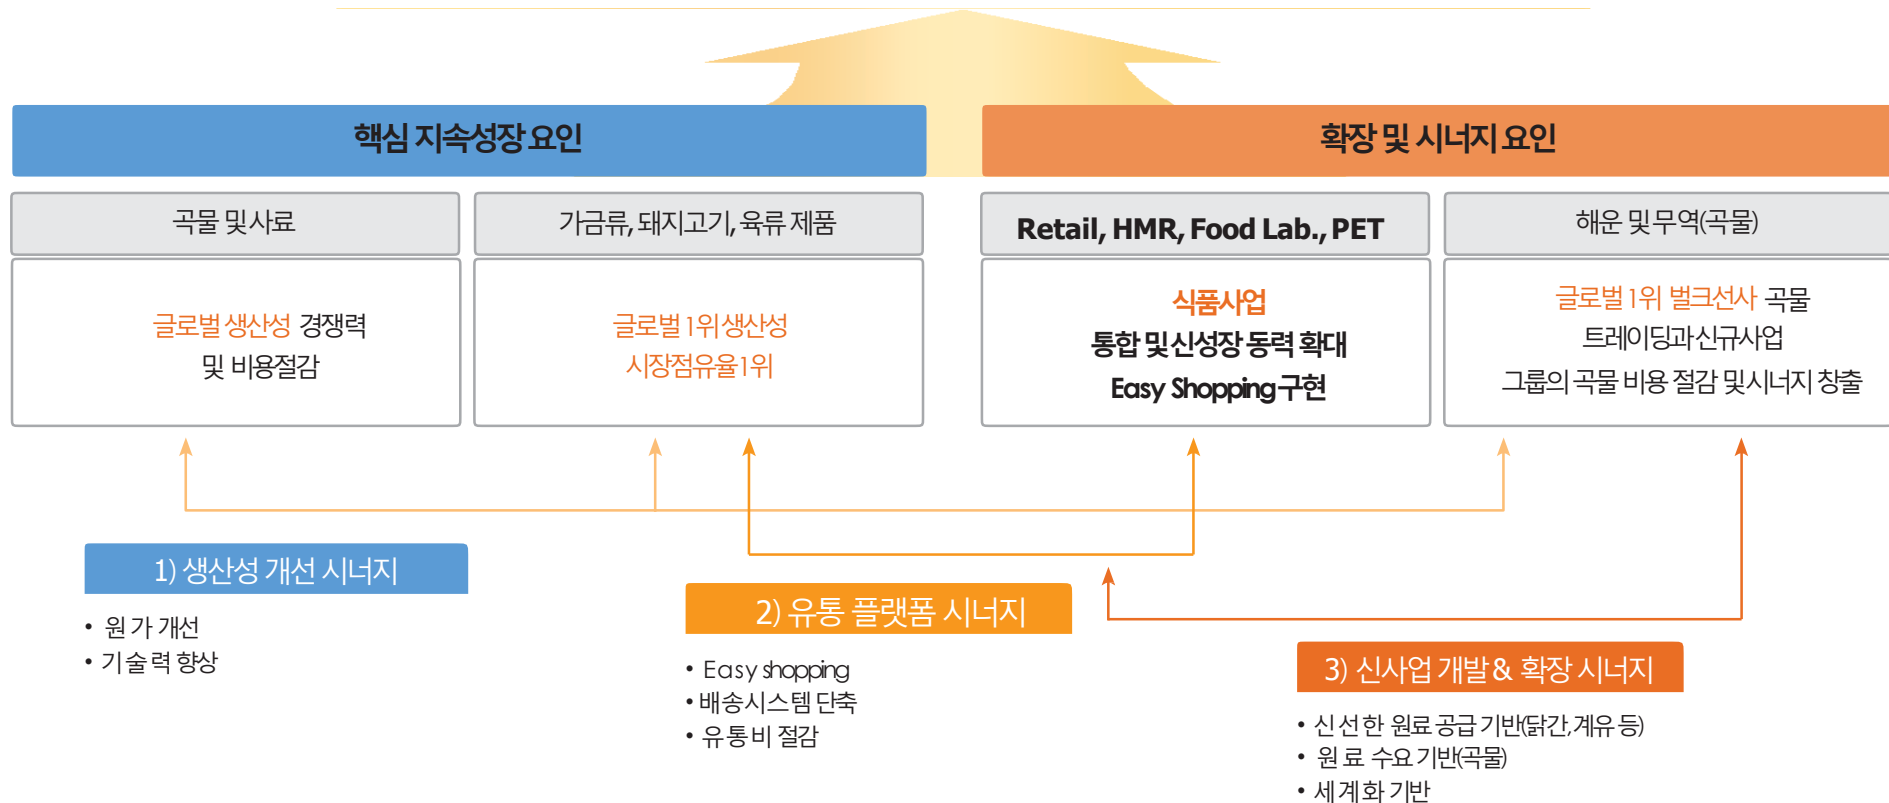 핵심 지속성장 요인
확장 및 시너지 요인
곡물 및 사료
가금류, 돼지고기, 육류 제품
Retail, HMR, Food Lab., PET
해운 및 무역(곡물)
글로벌 생산성 경쟁력
및 비용절감
글로벌 1위 생산성
시장점유율 1위
식품사업
통합 및 신성장 동력 확대
Easy Shopping 구현
글로벌 1위 벌크선사 곡물
트레이딩과 신규사업
그룹의 곡물 비용 절감 및 시너지 창출
1) 생산성 개선 시너지
• 원가 개선
• 기술력 향상
2) 유통 플랫폼 시너지
• Easy shopping
• 배송시스템 단축
• 유통비 절감
3) 신사업 개발 & 확장 시너지
• 신선한 원료 공급 기반(닭간, 계유 등)
• 원료 수요 기반(곡물)
• 세계화 기반